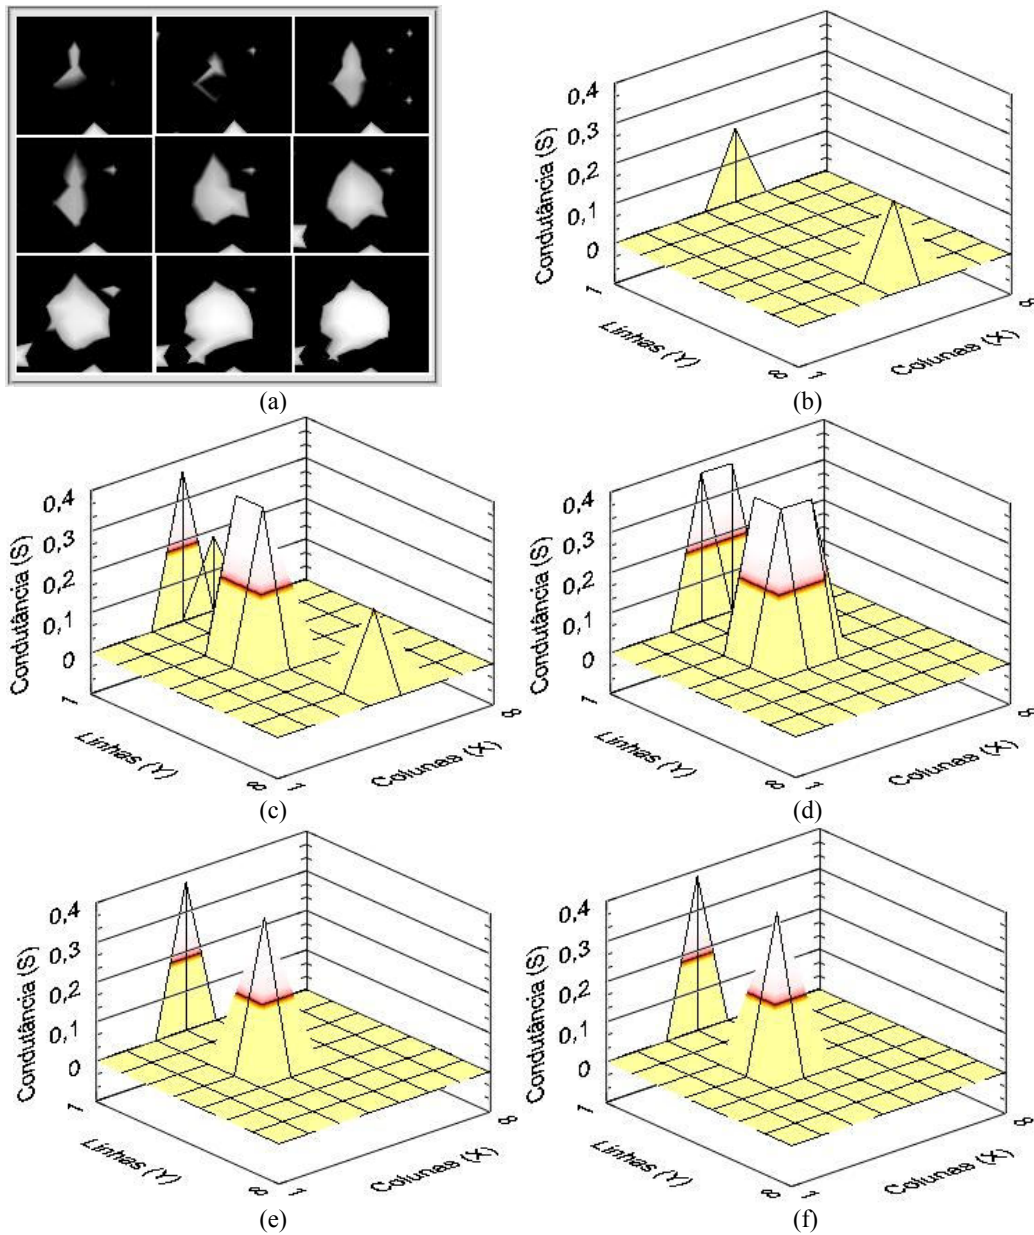 (a)
0,4
0,3
0,2
0,1
0
Condutância (S)
1
Linhas (Y)
8
1
Colunas (X)
8
(b)
0,4
0,3
0,2
0,1
0
Condutância (S)
1
Linhas (Y)
8
1
Colunas (X)
8
(c)
0,4
0,3
0,2
0,1
0
Condutância (S)
1
Linhas (Y)
8
1
Colunas (X)
8
(d)
0,4
0,3
0,2
0,1
0
Condutância (S)
1
Linhas (Y)
8
1
Colunas (X)
8
(e)
0,4
0,3
0,2
0,1
0
Condutância (S)
1
Linhas (Y)
8
1
Colunas (X)
8
(f)